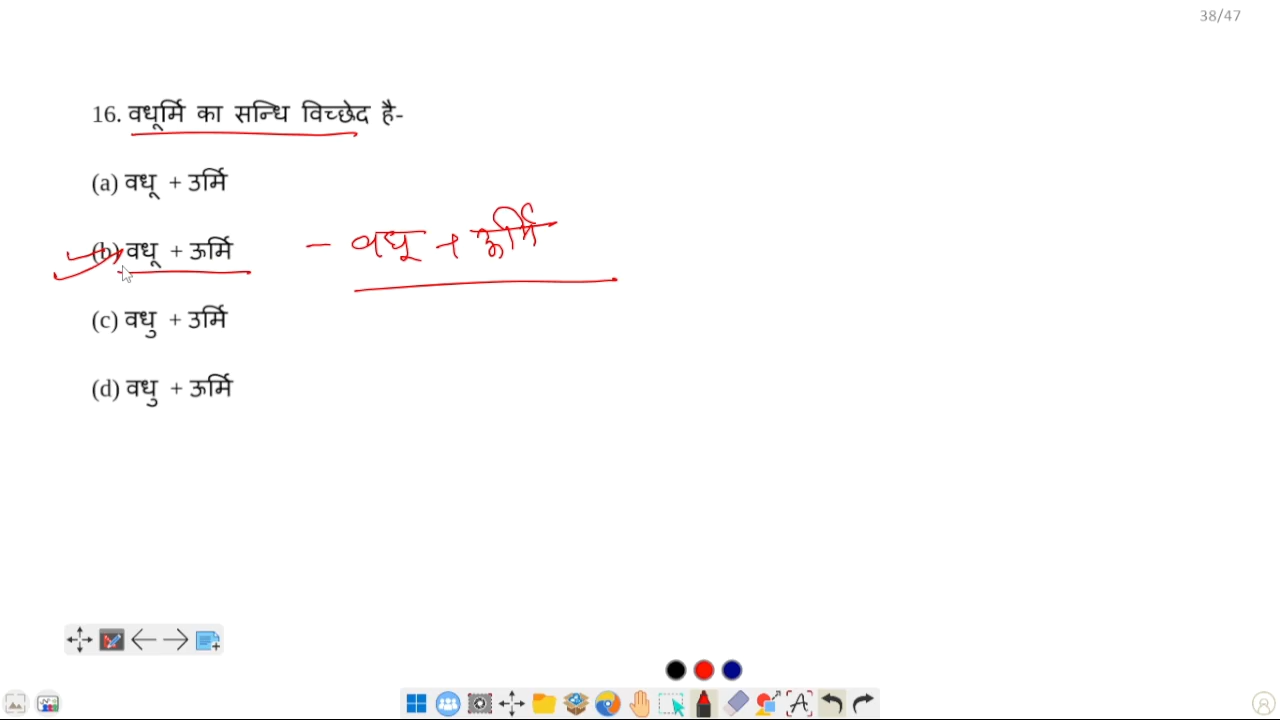 38/47
16. वधूर्मि का सन्धि विच्छेद है-
(a) वधू + उर्मि
(b) वधू + ऊर्मि - वधू + ऊर्मि
(c) वधु + उर्मि
(d) वधु + ऊर्मि